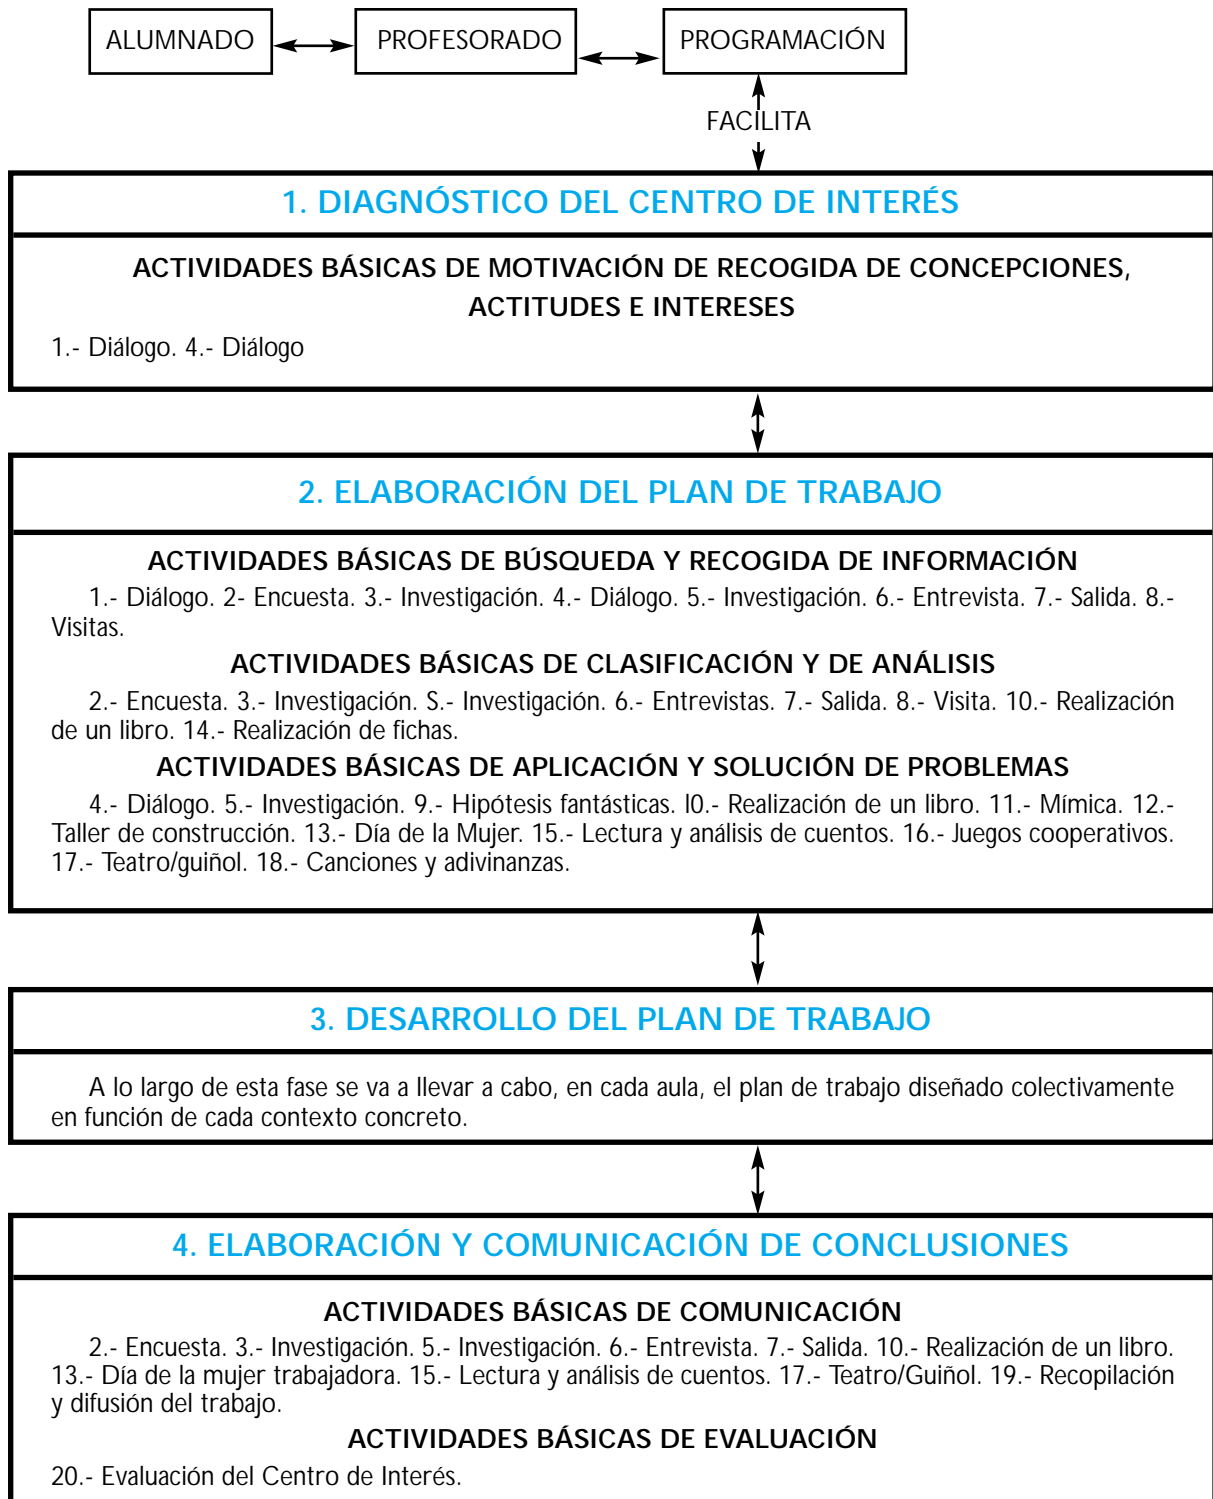 ALUMNADO PROFESORADO PROGRAMACIÓN
FACILITA
1. DIAGNÓSTICO DEL CENTRO DE INTERÉS
ACTIVIDADES BÁSICAS DE MOTIVACIÓN DE RECOGIDA DE CONCEPCIONES,
ACTITUDES E INTERESES
1.- Diálogo. 4.- Diálogo
2. ELABORACIÓN DEL PLAN DE TRABAJO
ACTIVIDADES BÁSICAS DE BÚSQUEDA Y RECOGIDA DE INFORMACIÓN
1.- Diálogo. 2- Encuesta. 3.- Investigación. 4.- Diálogo. 5.- Investigación. 6.- Entrevista. 7.- Salida. 8.-
Visitas.
ACTIVIDADES BÁSICAS DE CLASIFICACIÓN Y DE ANÁLISIS
2.- Encuesta. 3.- Investigación. S.- Investigación. 6.- Entrevistas. 7.- Salida. 8.- Visita. 10.- Realización
de un libro. 14.- Realización de fichas.
ACTIVIDADES BÁSICAS DE APLICACIÓN Y SOLUCIÓN DE PROBLEMAS
4.- Diálogo. 5.- Investigación. 9.- Hipótesis fantásticas. l0.- Realización de un libro. 11.- Mímica. 12.-
Taller de construcción. 13.- Día de la Mujer. 15.- Lectura y análisis de cuentos. 16.- Juegos cooperativos.
17.- Teatro/guiñol. 18.- Canciones y adivinanzas.
3. DESARROLLO DEL PLAN DE TRABAJO
A lo largo de esta fase se va a llevar a cabo, en cada aula, el plan de trabajo diseñado colectivamente
en función de cada contexto concreto.
4. ELABORACIÓN Y COMUNICACIÓN DE CONCLUSIONES
ACTIVIDADES BÁSICAS DE COMUNICACIÓN
2.- Encuesta. 3.- Investigación. 5.- Investigación. 6.- Entrevista. 7.- Salida. 10.- Realización de un libro.
13.- Día de la mujer trabajadora. 15.- Lectura y análisis de cuentos. 17.- Teatro/Guiñol. 19.- Recopilación
y difusión del trabajo.
ACTIVIDADES BÁSICAS DE EVALUACIÓN
20.- Evaluación del Centro de Interés.